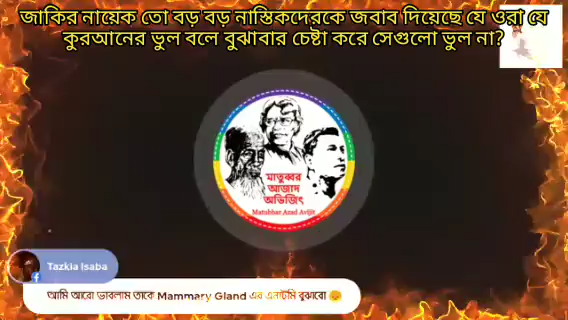 জাকির নায়েক তো বড় বড় নাস্তিকদেরকে জবাব দিয়েছে যে ওরা যে
কুরআনের ভুল বলে বুঝাবার চেষ্টা করে সেগুলো ভুল না?
মাতুব্বর
আজাদ
অভিজিৎ
Matubbar Azad Avijit
Tazkia Isaba
আমি আরো ভাবলাম তাকে Mammary Gland এর এনাটমি বুঝাবো 😔